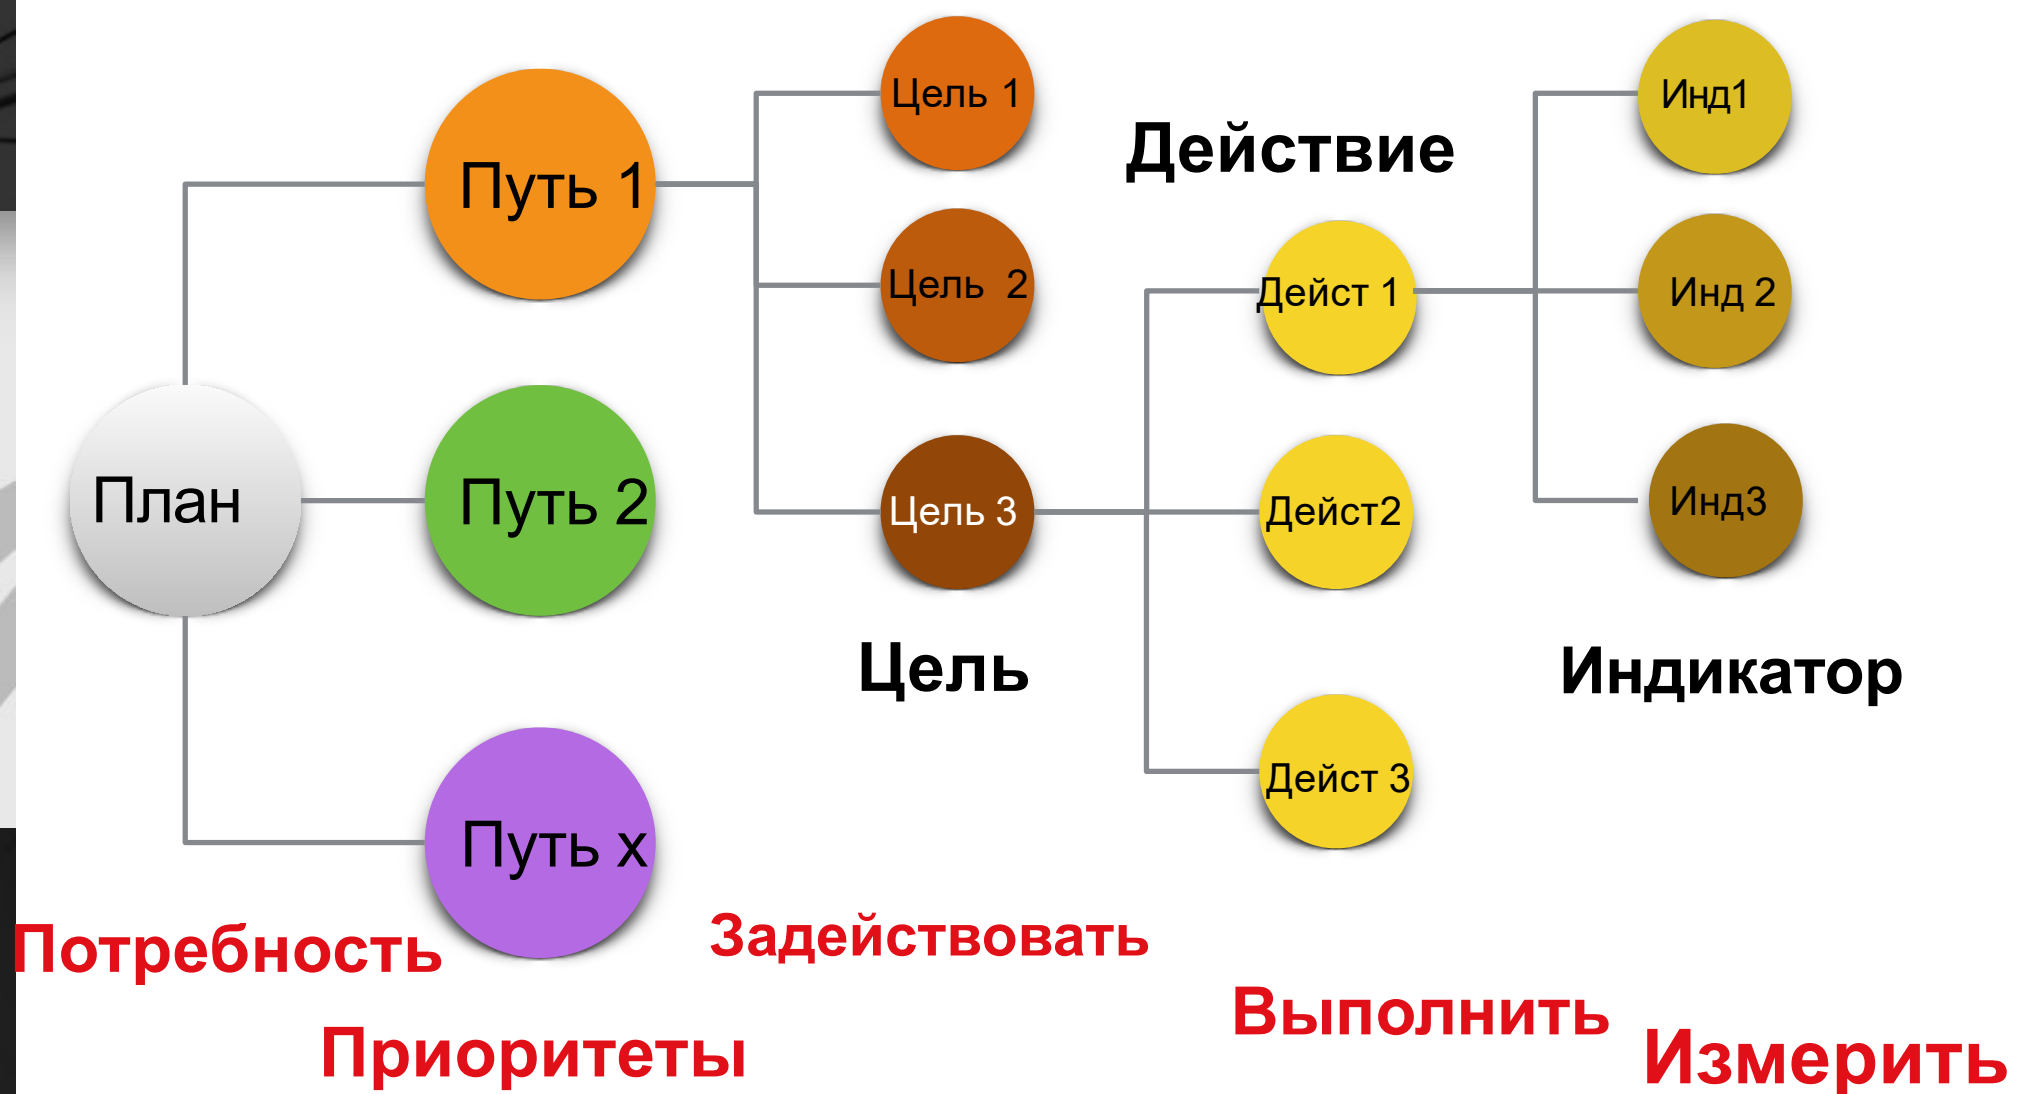 Цель 1
Инд1
Действие
Путь 1
Цель  2
Дейст 1
Инд 2
План
Путь 2
Цель 3
Дейст2
Инд3
Цель
Индикатор
Дейст 3
Путь x
Потребность
Задействовать
Выполнить
Приоритеты
Измерить